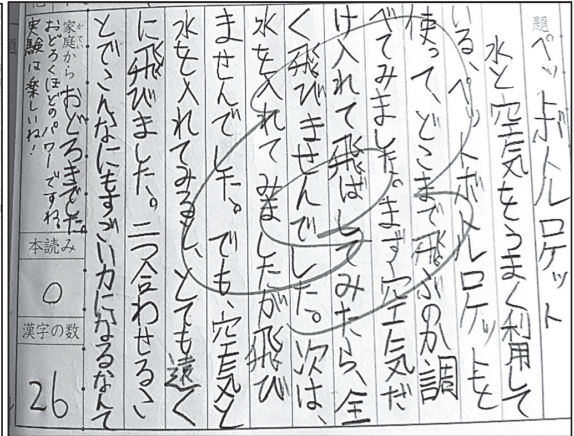 題 ペットボトルロケット
水と空気をうまく利用して
いる、ペットボトルロケットを
使って、どこまで飛ぶのか調
べてみました。まず空気だ
け入れて飛ばしてみたら、全
く飛びませんでした。次は、
水を入れてみましたが飛び
ませんでした。でも、空気と
水を入れてみると、とても遠く
に飛びました。二つ合わせるこ
とでこんなにもすごい力になるなんて
おどろきでした。
家庭から
かてい
おどろくほどのパワーですね。
実験は楽しいね!
本読み
○
漢字の数
26